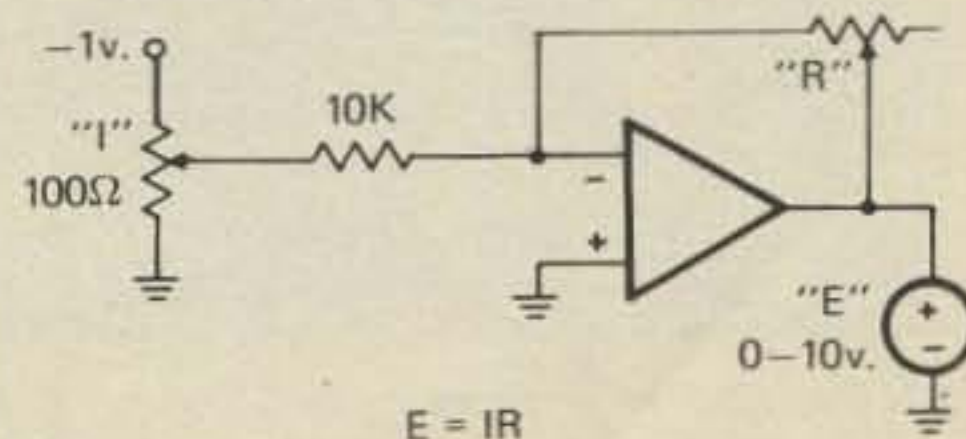 −1v.
"I"
100Ω
10K
"R"
−
+
"E"
0−10v.
+
−
E = IR